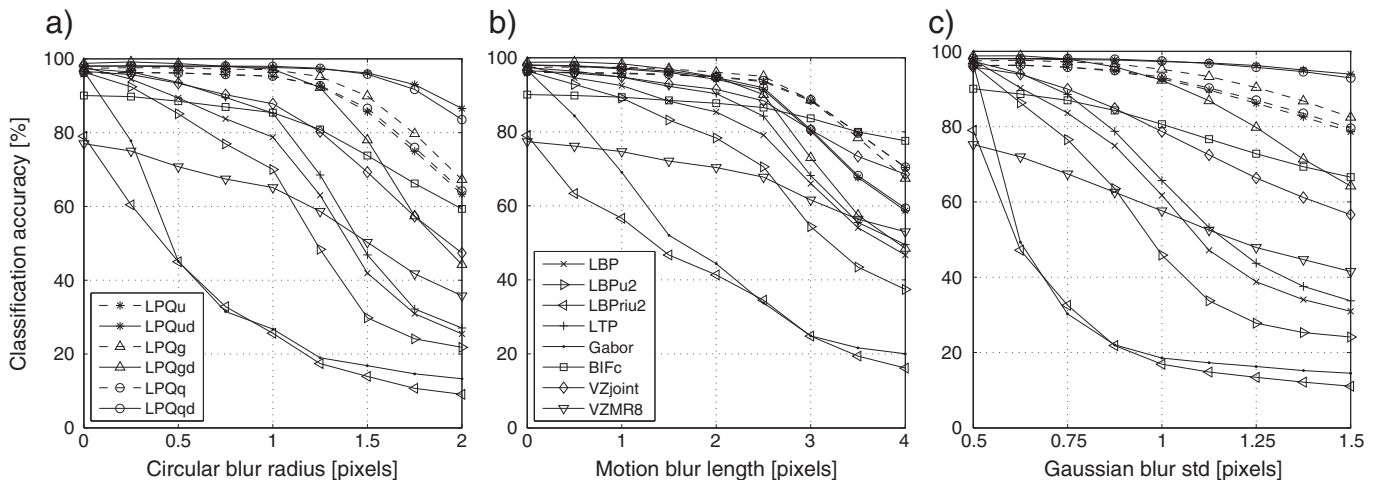 a)
b)
c)
Classification accuracy [%]
100
80
60
40
20
0
LPQu
LPQud
LPQg
LPQgd
LPQq
LPQqd
0 0.5 1 1.5 2
Circular blur radius [pixels]
100
80
60
40
20
0
LBP
LBPu2
LBPriu2
LTP
Gabor
BIFc
VZjoint
VZMR8
0 1 2 3 4
Motion blur length [pixels]
100
80
60
40
20
0
0.5 0.75 1 1.25 1.5
Gaussian blur std [pixels]